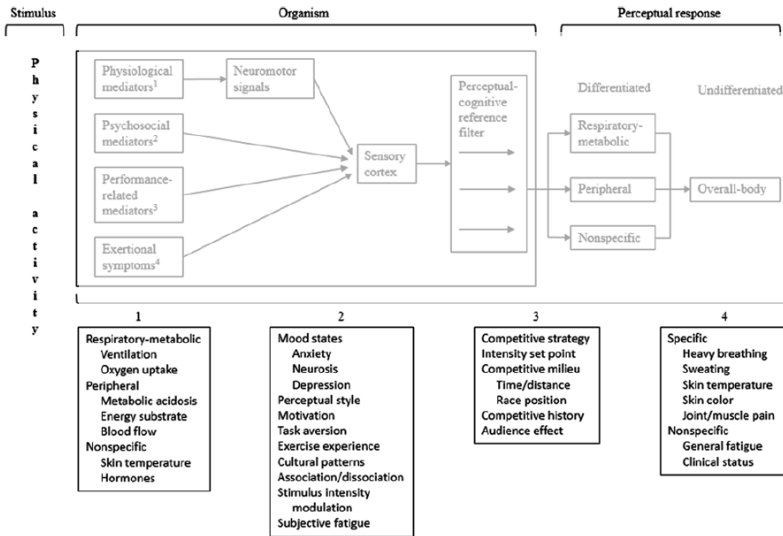 Stimulus
Organism
Perceptual response
Physical activity
Physiological
mediators1
Neuromotor
signals
Psychosocial
mediators2
Performance-
related
mediators3
Exertional
symptoms4
Sensory
cortex
Perceptual-
cognitive
reference
filter
Differentiated
Undifferentiated
Respiratory-
metabolic
Peripheral
Nonspecific
Overall-body
1
Respiratory-metabolic
Ventilation
Oxygen uptake
Peripheral
Metabolic acidosis
Energy substrate
Blood flow
Nonspecific
Skin temperature
Hormones
2
Mood states
Anxiety
Neurosis
Depression
Perceptual style
Motivation
Task aversion
Exercise experience
Cultural patterns
Association/dissociation
Stimulus intensity
modulation
Subjective fatigue
3
Competitive strategy
Intensity set point
Competitive milieu
Time/distance
Race position
Competitive history
Audience effect
4
Specific
Heavy breathing
Sweating
Skin temperature
Skin color
Joint/muscle pain
Nonspecific
General fatigue
Clinical status